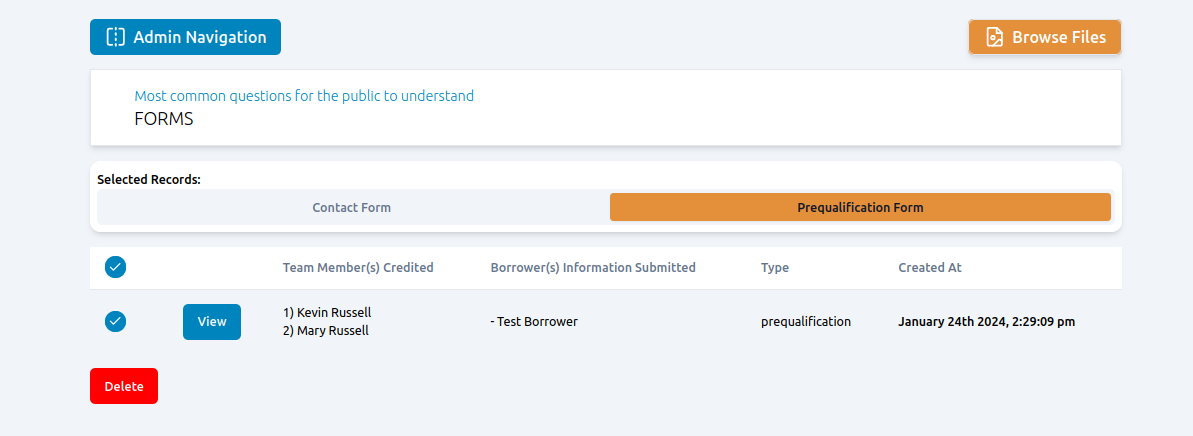 Admin Navigation
Browse Files
Most common questions for the public to understand
FORMS
Selected Records:
Contact Form
Prequalification Form
Team Member(s) Credited
Borrower(s) Information Submitted
Type
Created At
View
1) Kevin Russell
2) Mary Russell
- Test Borrower
prequalification
January 24th 2024, 2:29:09 pm
Delete